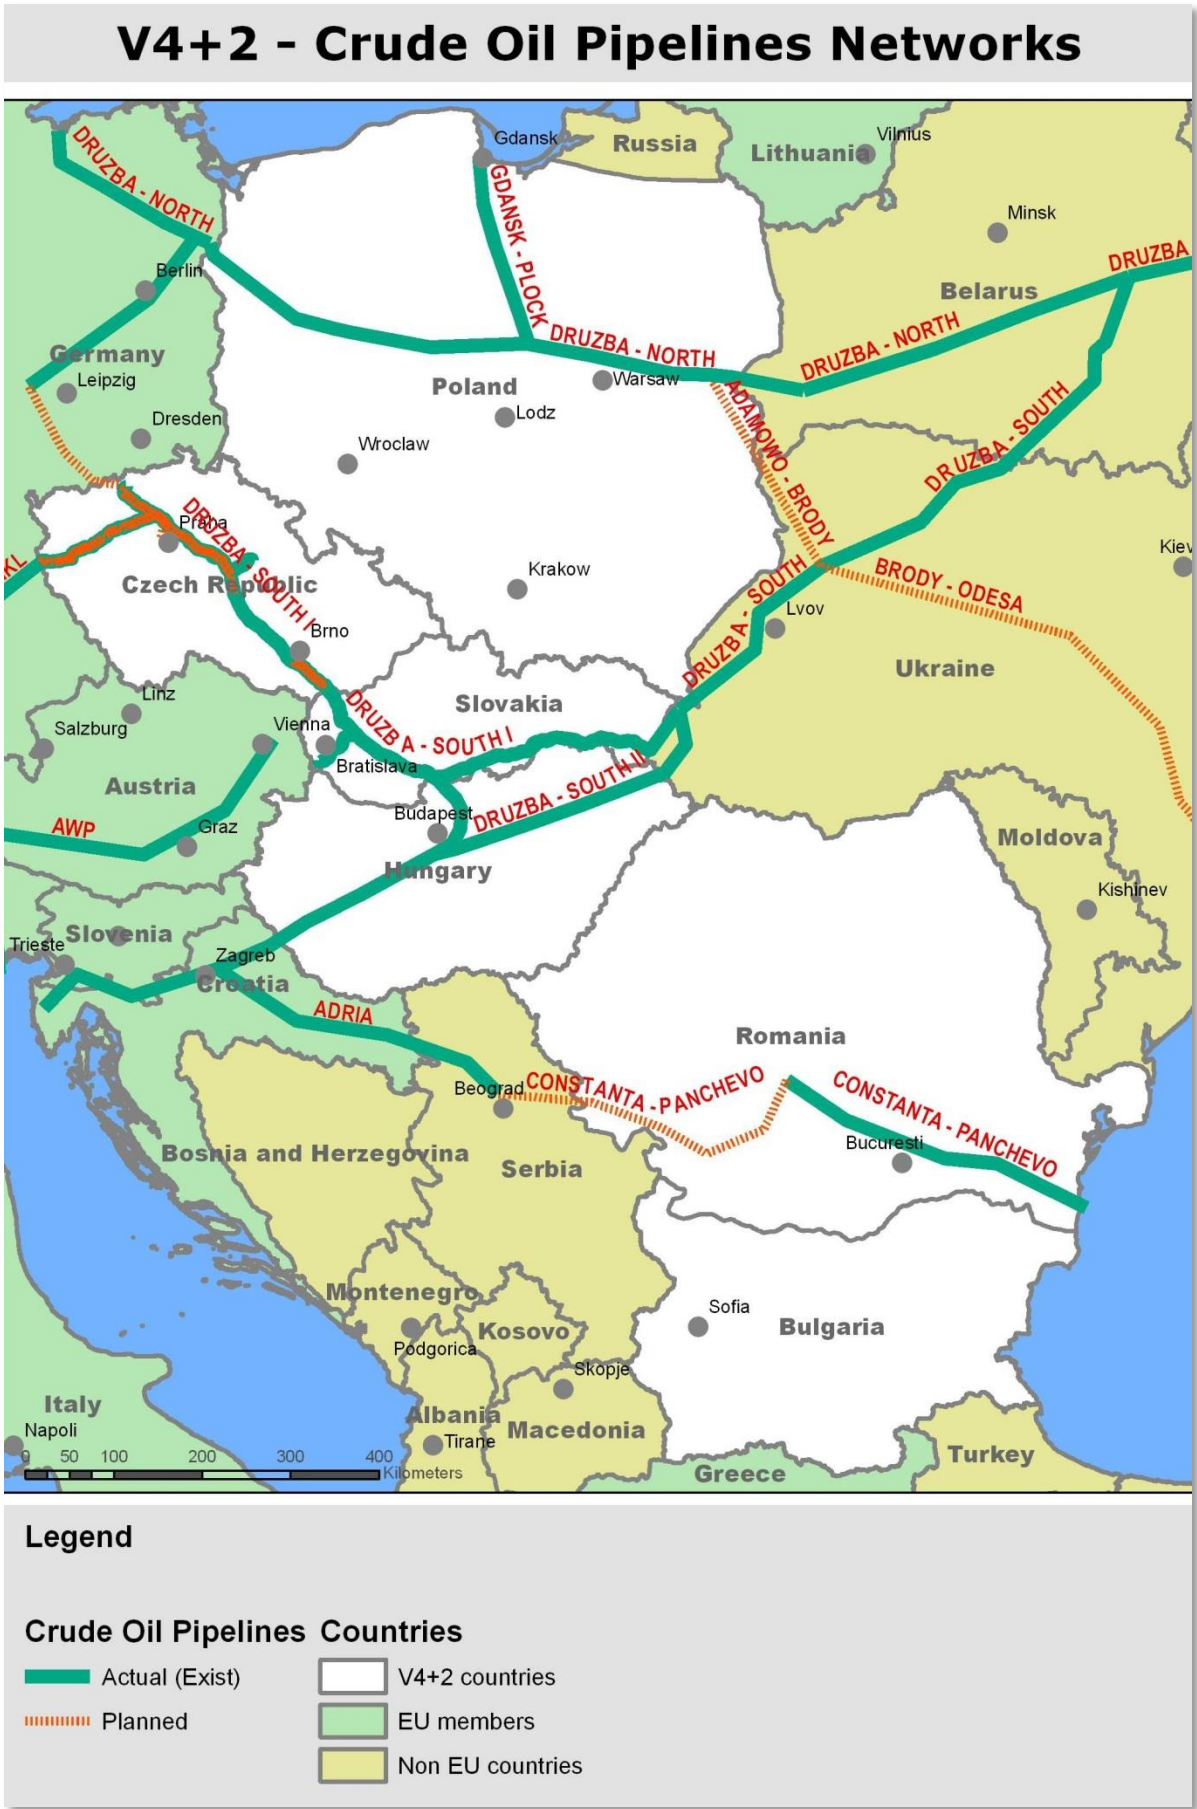 V4+2 - Crude Oil Pipelines Networks
Gdansk
Russia
Vilnius
Lithuania
DRUZBA - NORTH
GDANSK - PLOCK
Minsk
DRUZBA
Berlin
Belarus
DRUZBA - NORTH
DRUZBA - NORTH
Germany
Leipzig
Poland
Warsaw
Lodz
ADAMOWO - BRODY
DRUZBA - SOUTH
Dresden
Wroclaw
Praha
DRUZBA - SOUTH I
Kiev
Krakow
BRODY - ODESA
Czech Republic
DRUZBA - SOUTH
Lvov
Brno
Ukraine
Linz
Slovakia
Salzburg
Vienna
DRUZBA - SOUTH I
Bratislava
DRUZBA - SOUTH II
Austria
AWP
Graz
Budapest
Hungary
Moldova
Kishinev
Slovenia
Trieste
Zagreb
Croatia
ADRIA
Romania
Beograd
CONSTANTA - PANCHEVO
CONSTANTA - PANCHEVO
Bucuresti
Bosnia and Herzegovina
Serbia
Montenegro
Podgorica
Kosovo
Sofia
Bulgaria
Skopje
Italy
Napoli
Albania
Tirane
Macedonia
Turkey
Greece
0 50 100 200 300 400
Kilometers
Legend
Crude Oil Pipelines
Actual (Exist)
Planned
Countries
V4+2 countries
EU members
Non EU countries